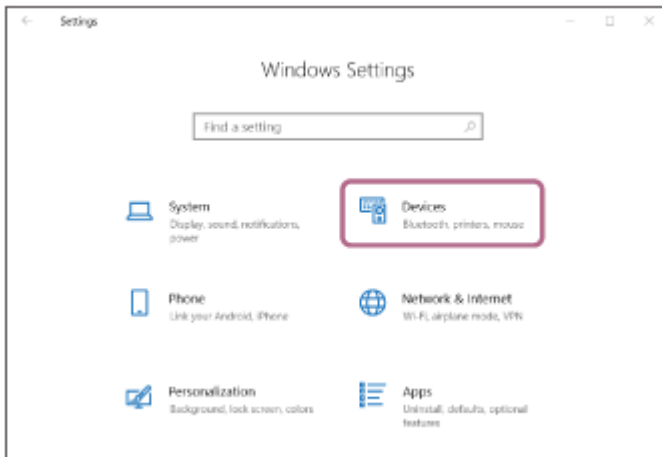 Settings
Windows Settings
Find a setting
System
Display, sound, notifications,
power
Devices
Bluetooth, printers, mouse
Phone
Link your Android, iPhone
Network & Internet
Wi-Fi, airplane mode, VPN
Personalization
Background, lock screen, colors
Apps
Uninstall, defaults, optional
features